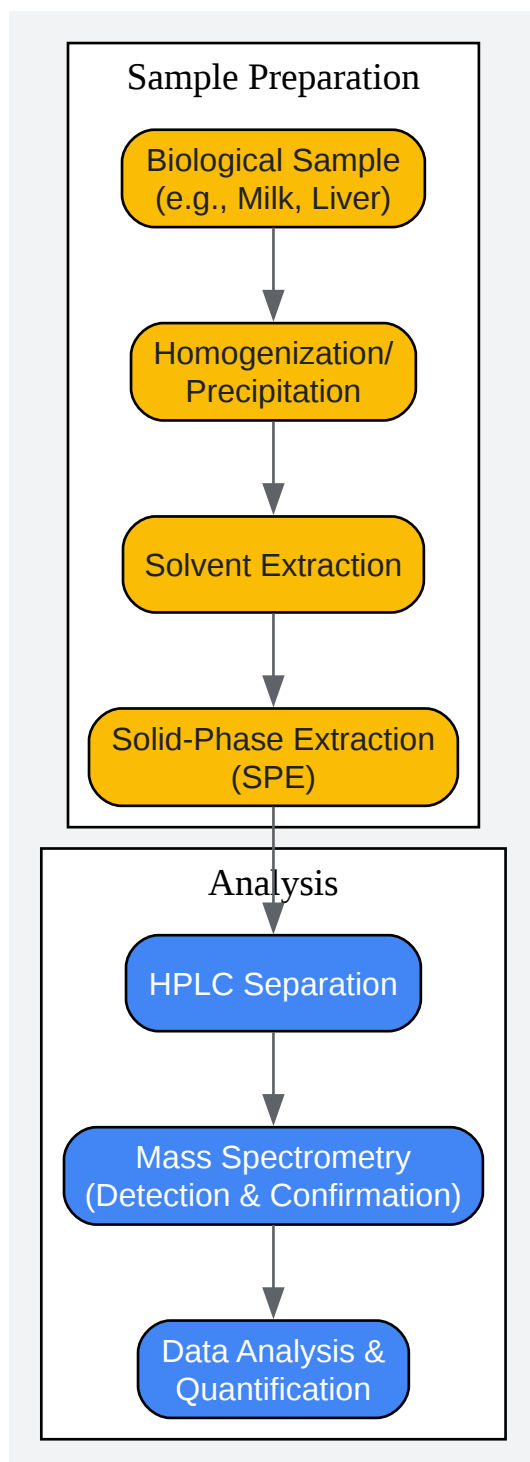 Sample Preparation
Biological Sample
(e.g., Milk, Liver)
Homogenization/
Precipitation
Solvent Extraction
Solid-Phase Extraction
(SPE)
Analysis
HPLC Separation
Mass Spectrometry
(Detection & Confirmation)
Data Analysis &
Quantification